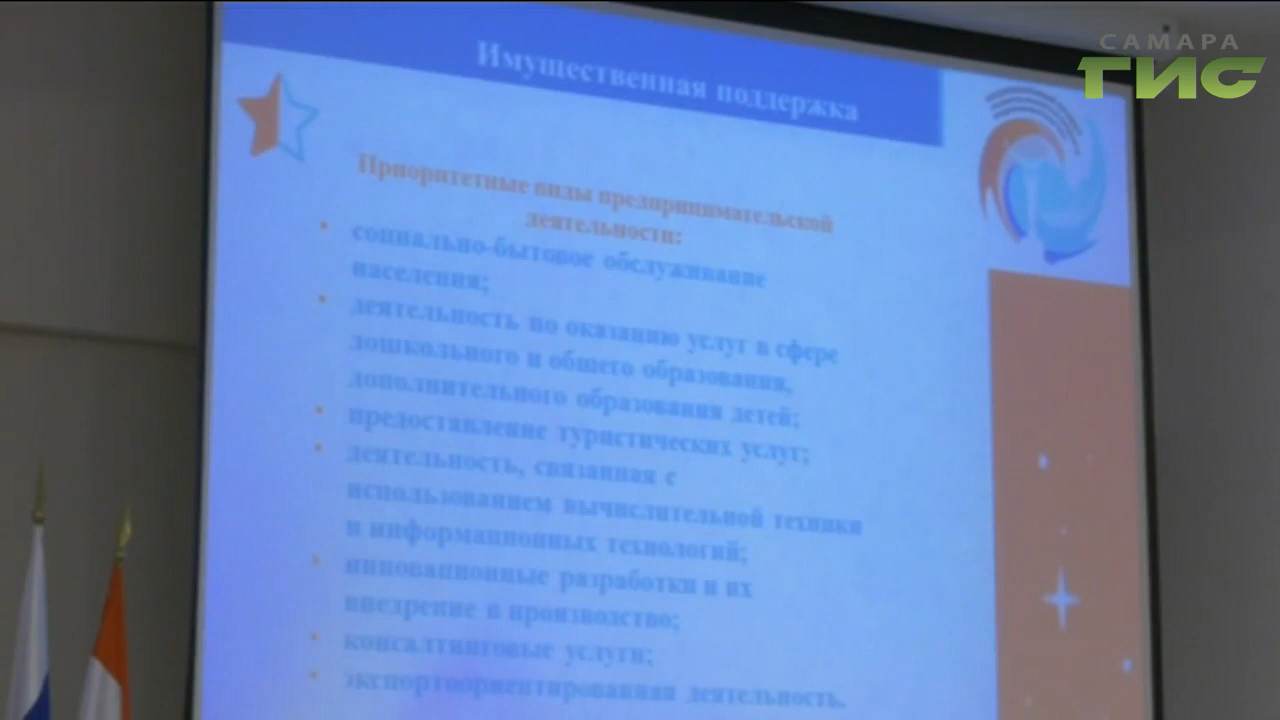 САМАРА
ГИС
Имущественная поддержка
Приоритетные виды предпринимательской
деятельности:
• социально-бытовое обслуживание
населения;
• деятельность по оказанию услуг в сфере
дошкольного и общего образования,
дополнительного образования детей;
• предоставление туристических услуг;
• деятельность, связанная с
использованием вычислительной техники
и информационных технологий;
• инновационные разработки и их
внедрение в производство;
• консалтинговые услуги;
• экспортоориентированная деятельность.